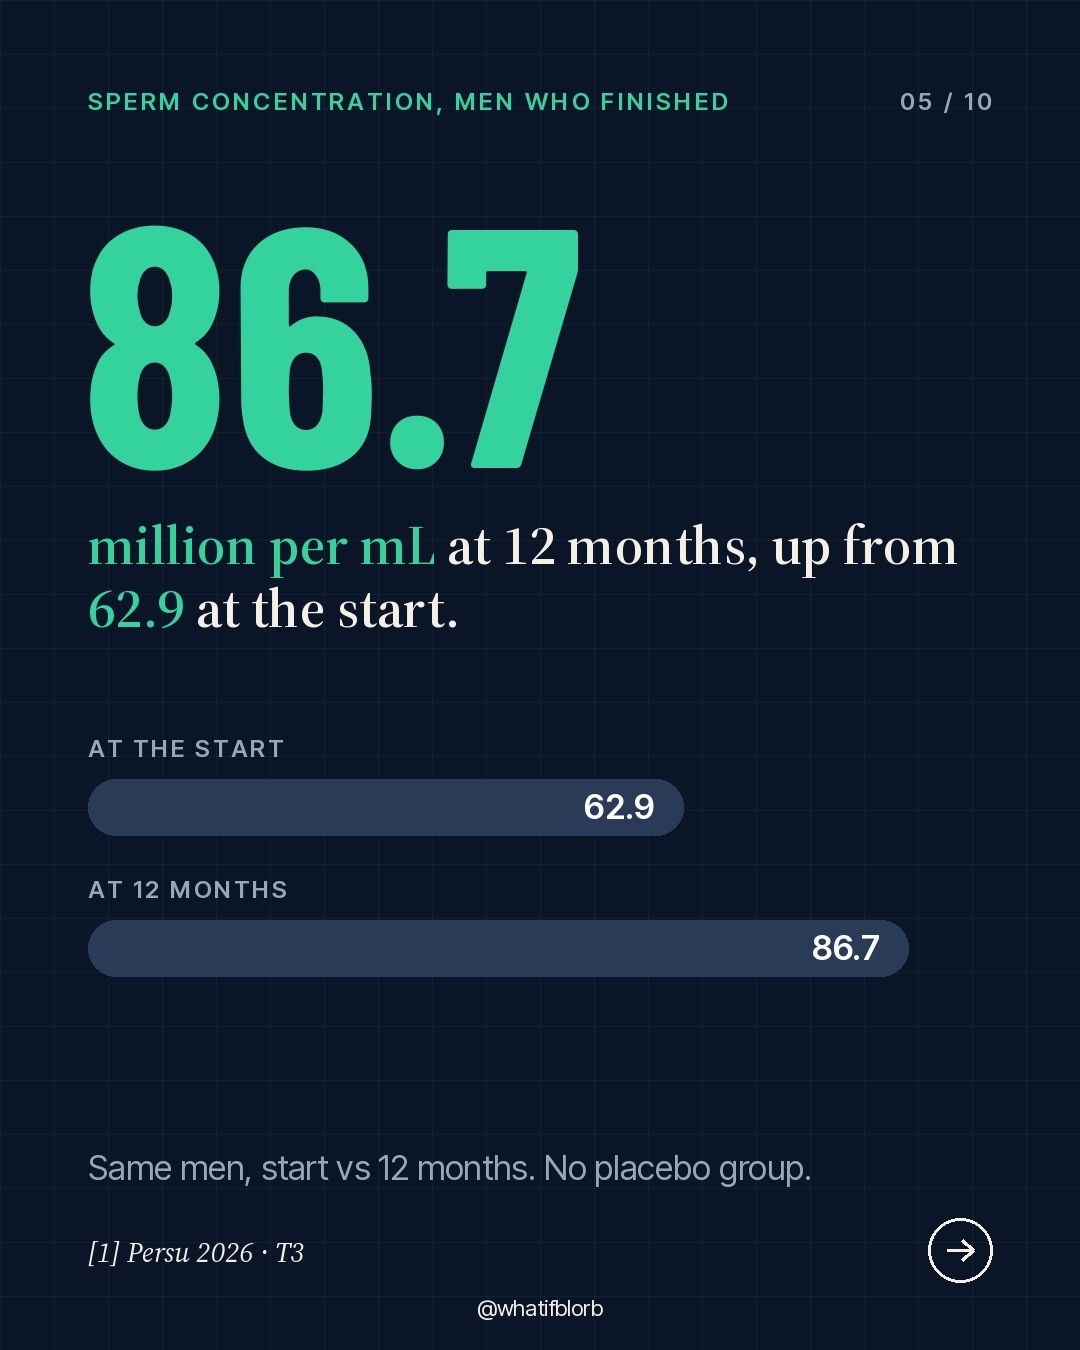 SPERM CONCENTRATION, MEN WHO FINISHED
05 / 10
86.7
million per mL at 12 months, up from
62.9 at the start.
AT THE START
62.9
AT 12 MONTHS
86.7
Same men, start vs 12 months. No placebo group.
[1] Persu 2026 · T3
@whatifblorb